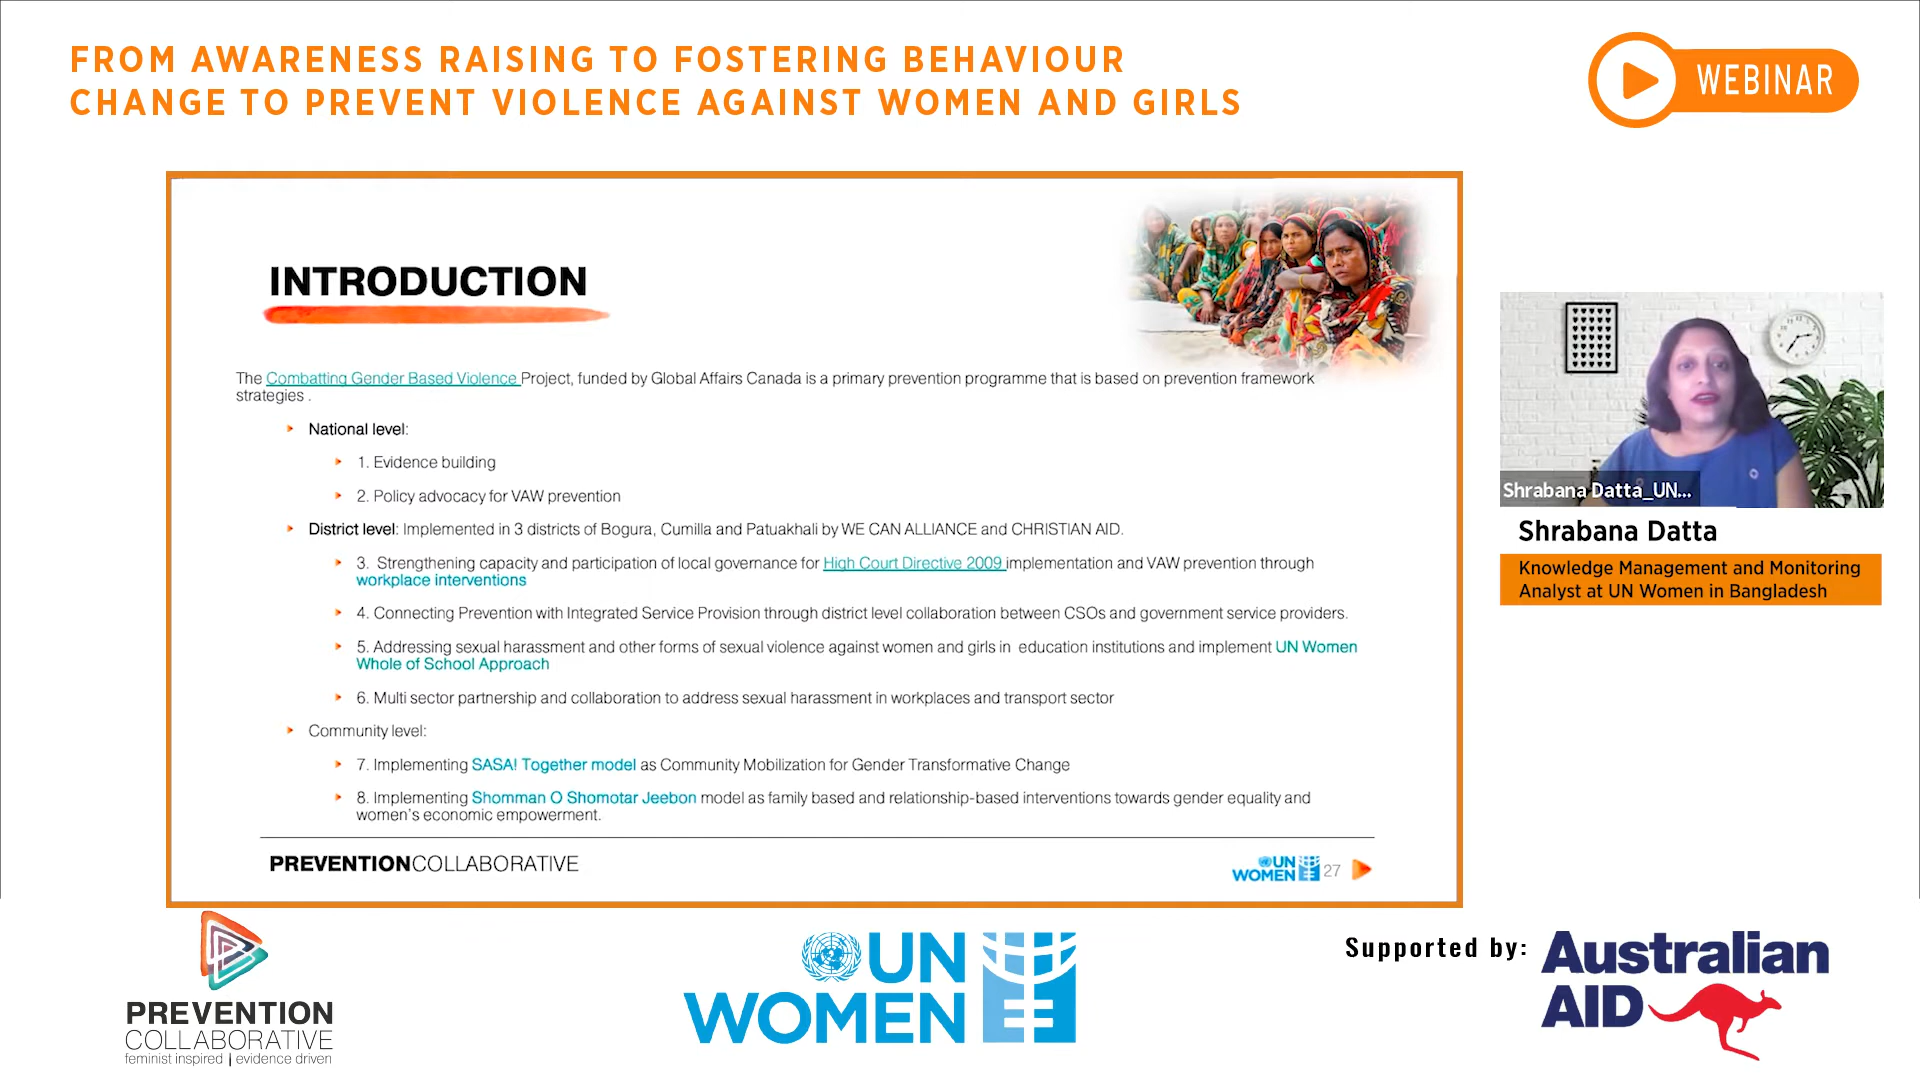 FROM AWARENESS RAISING TO FOSTERING BEHAVIOUR
CHANGE TO PREVENT VIOLENCE AGAINST WOMEN AND GIRLS
WEBINAR
INTRODUCTION
The Combatting Gender Based Violence Project, funded by Global Affairs Canada is a primary prevention programme that is based on prevention framework
strategies .
National level:
1. Evidence building
2. Policy advocacy for VAW prevention
District level: Implemented in 3 districts of Bogura, Cumilla and Patuakhali by WE CAN ALLIANCE and CHRISTIAN AID.
3. Strengthening capacity and participation of local governance for High Court Directive 2009 implementation and VAW prevention through
workplace interventions
4. Connecting Prevention with Integrated Service Provision through district level collaboration between CSOs and government service providers.
5. Addressing sexual harassment and other forms of sexual violence against women and girls in education institutions and implement UN Women
Whole of School Approach
6. Multi sector partnership and collaboration to address sexual harassment in workplaces and transport sector
Community level:
7. Implementing SASA! Together model as Community Mobilization for Gender Transformative Change
8. Implementing Shomman O Shomotar Jeebon model as family based and relationship-based interventions towards gender equality and
women's economic empowerment.
PREVENTIONCOLLABORATIVE
UN
WOMEN
27
Shrabana Datta_UN...
Shrabana Datta
Knowledge Management and Monitoring
Analyst at UN Women in Bangladesh
PREVENTION
COLLABORATIVE
feminist inspired | evidence driven
UN
WOMEN
Supported by:
Australian
AID